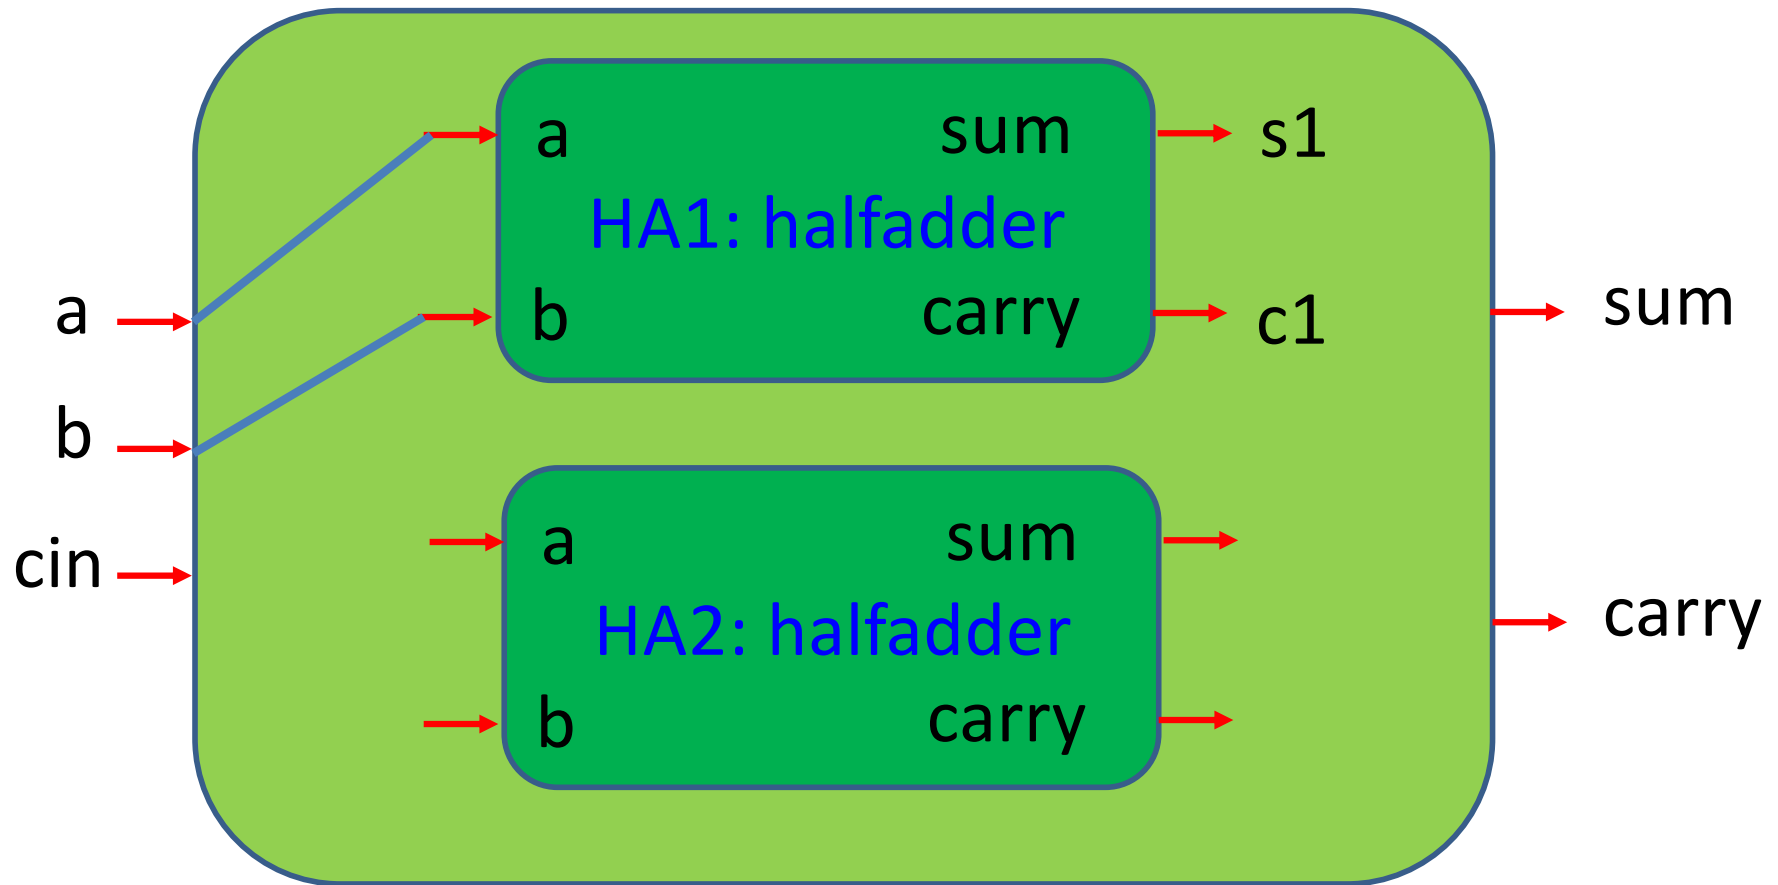 a
b
cin
a
sum
s1
HA1: halfadder
b
carry
c1
a
sum
HA2: halfadder
b
carry
sum
carry